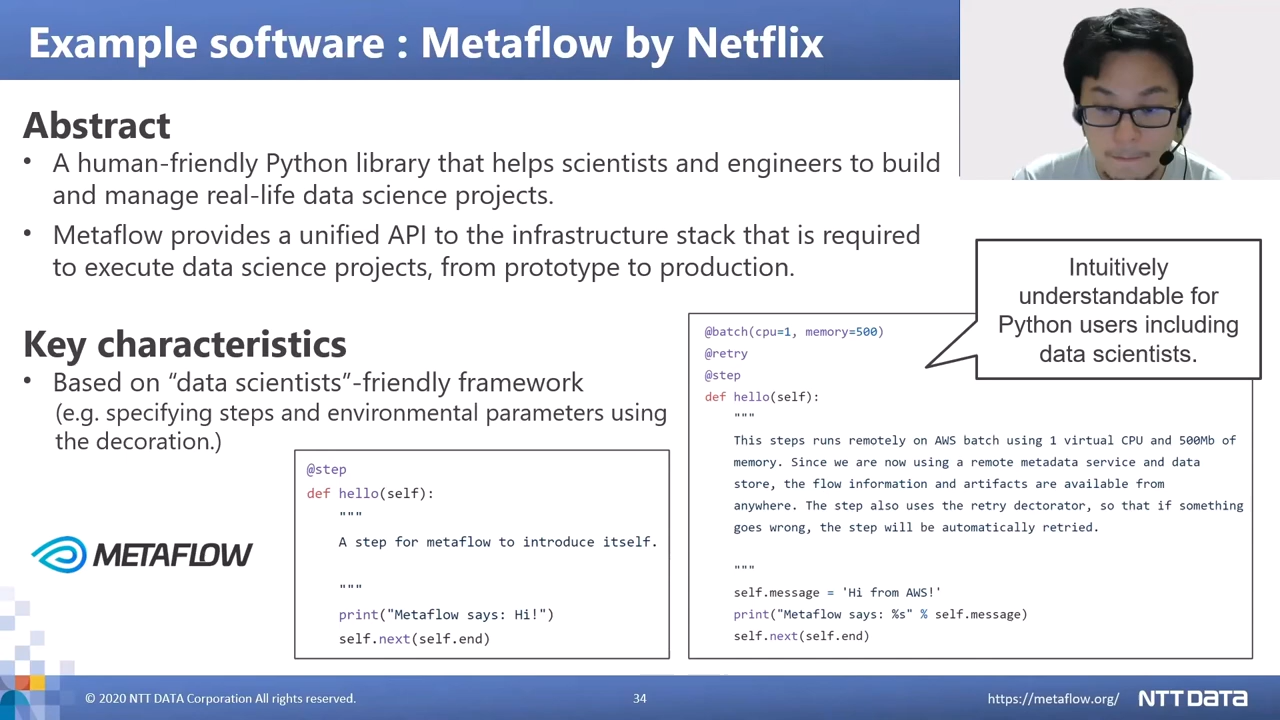 Example software : Metaflow by Netflix
Abstract
• A human-friendly Python library that helps scientists and engineers to build
and manage real-life data science projects.
• Metaflow provides a unified API to the infrastructure stack that is required
to execute data science projects, from prototype to production.
Key characteristics
• Based on “data scientists”-friendly framework
(e.g. specifying steps and environmental parameters using
the decoration.)
@step
def hello(self):
"""
A step for metaflow to introduce itself.
"""
print("Metaflow says: Hi!")
self.next(self.end)
METAFLOW
Intuitively
understandable for
Python users including
data scientists.
@batch(cpu=1, memory=500)
@retry
@step
def hello(self):
"""
This steps runs remotely on AWS batch using 1 virtual CPU and 500Mb of
memory. Since we are now using a remote metadata service and data
store, the flow information and artifacts are available from
anywhere. The step also uses the retry dectorator, so that if something
goes wrong, the step will be automatically retried.
"""
self.message = 'Hi from AWS!'
print("Metaflow says: %s" % self.message)
self.next(self.end)
© 2020 NTT DATA Corporation All rights reserved.
34
https://metaflow.org/
NTT DATA